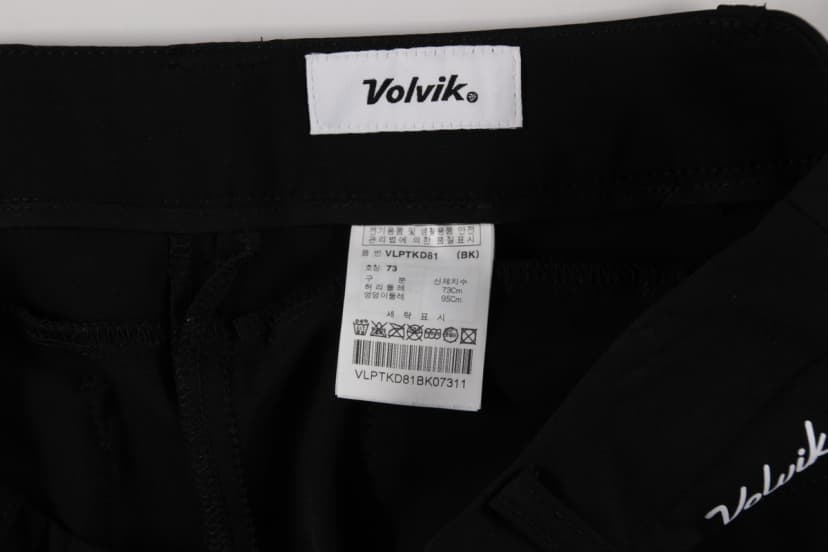 Volvik.
전기용품 및 생활용품 안전
관리법에 의한 품질표시
품 번 VLPTKD81 (BK)
호칭 73
구 분 신체치수
허리둘레 73Cm
엉덩이둘레 95Cm
세 탁 표 시
VLPTKD81BK07311
Volvik